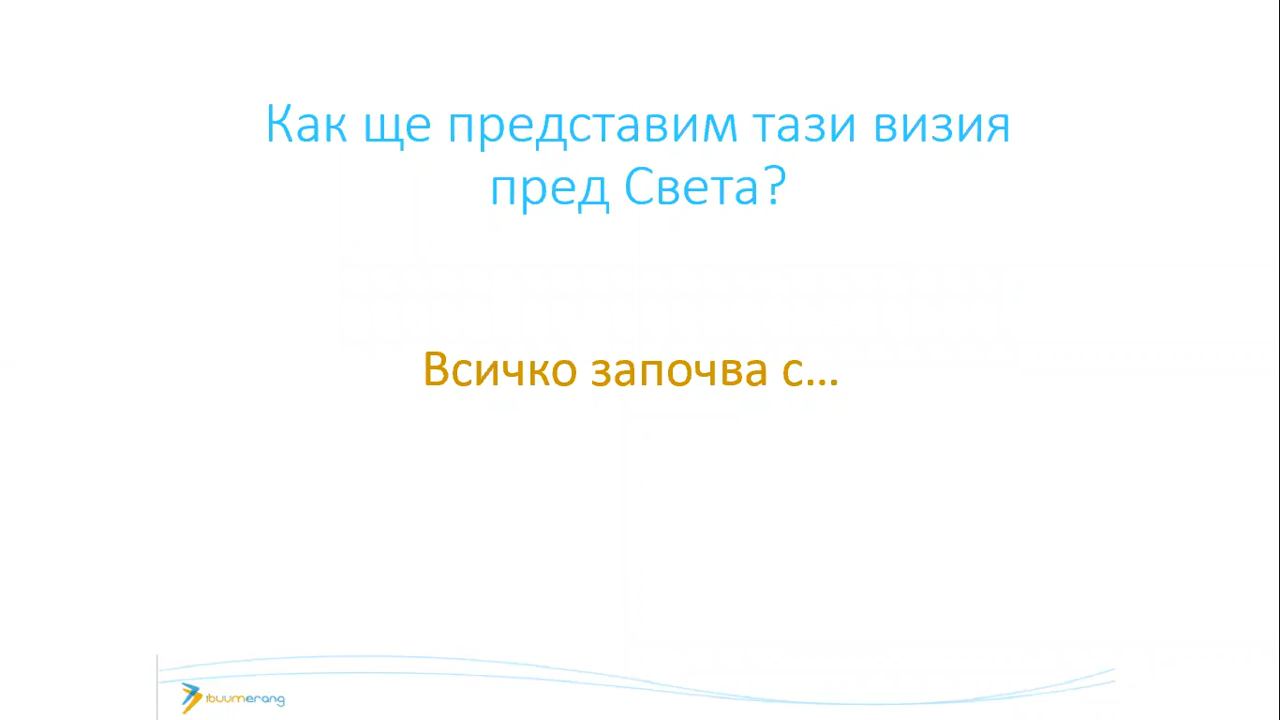 Как ще представим тази визия
пред Света?
Всичко започва с...
ibuumerang